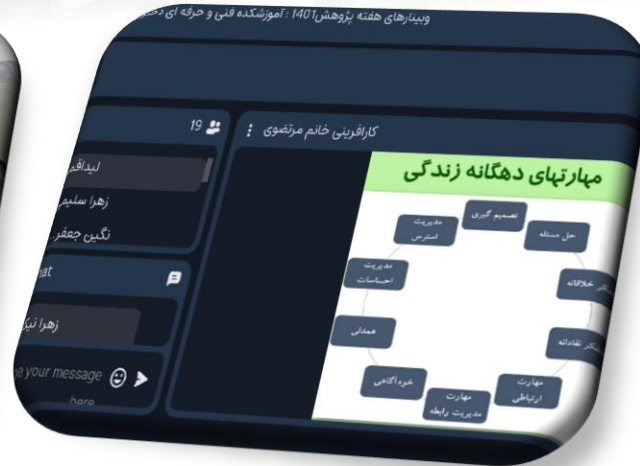 وبینارهای هفته پژوهش1401 : آموزشکده فنی و حرفه ای
19
زهرا سلیم
نگین جعفر
hat
زهرا
e your message
here
کارافرینی خانم مرتضوی
مهارتهای دهگانه زندگی
تصمیم گیری
حل مسئله
خلاقانه
نقادانه
مهارت
ارتباطی
مهارت
مدیریت رابطه
خودآگاهی
همدلی
مدیریت
احساسات
مدیریت
استرس